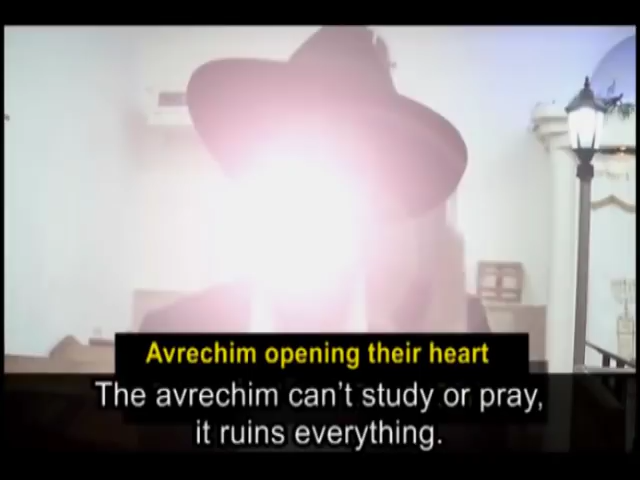 Avrechim opening their heart
The avrechim can't study or pray,
it ruins everything.